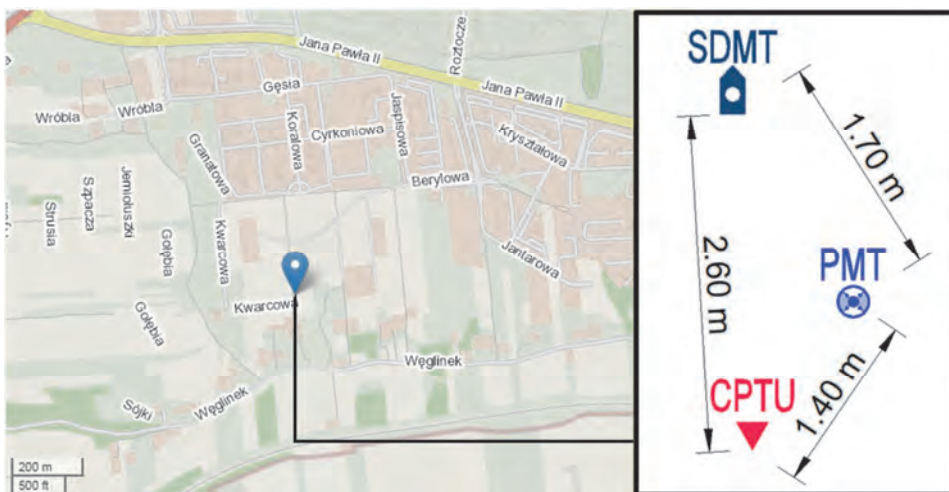 Jana Pawła II
Roztocze
Jana Pawła II
Gęsia
Wróbla
Wróbla
Koralowa
Cyrkoniowa
Jaspisowa
Kryształowa
Granatowa
Berylowa
Strusia
Szpacza
Jemiołuszki
Gołębia
Kwarcowa
Jantarowa
Kwarcowa
Gołębia
Węglinek
Sójki
Węglinek
200 m
500 ft
SDMT
1.70 m
2.60 m
PMT
CPTU
1.40 m